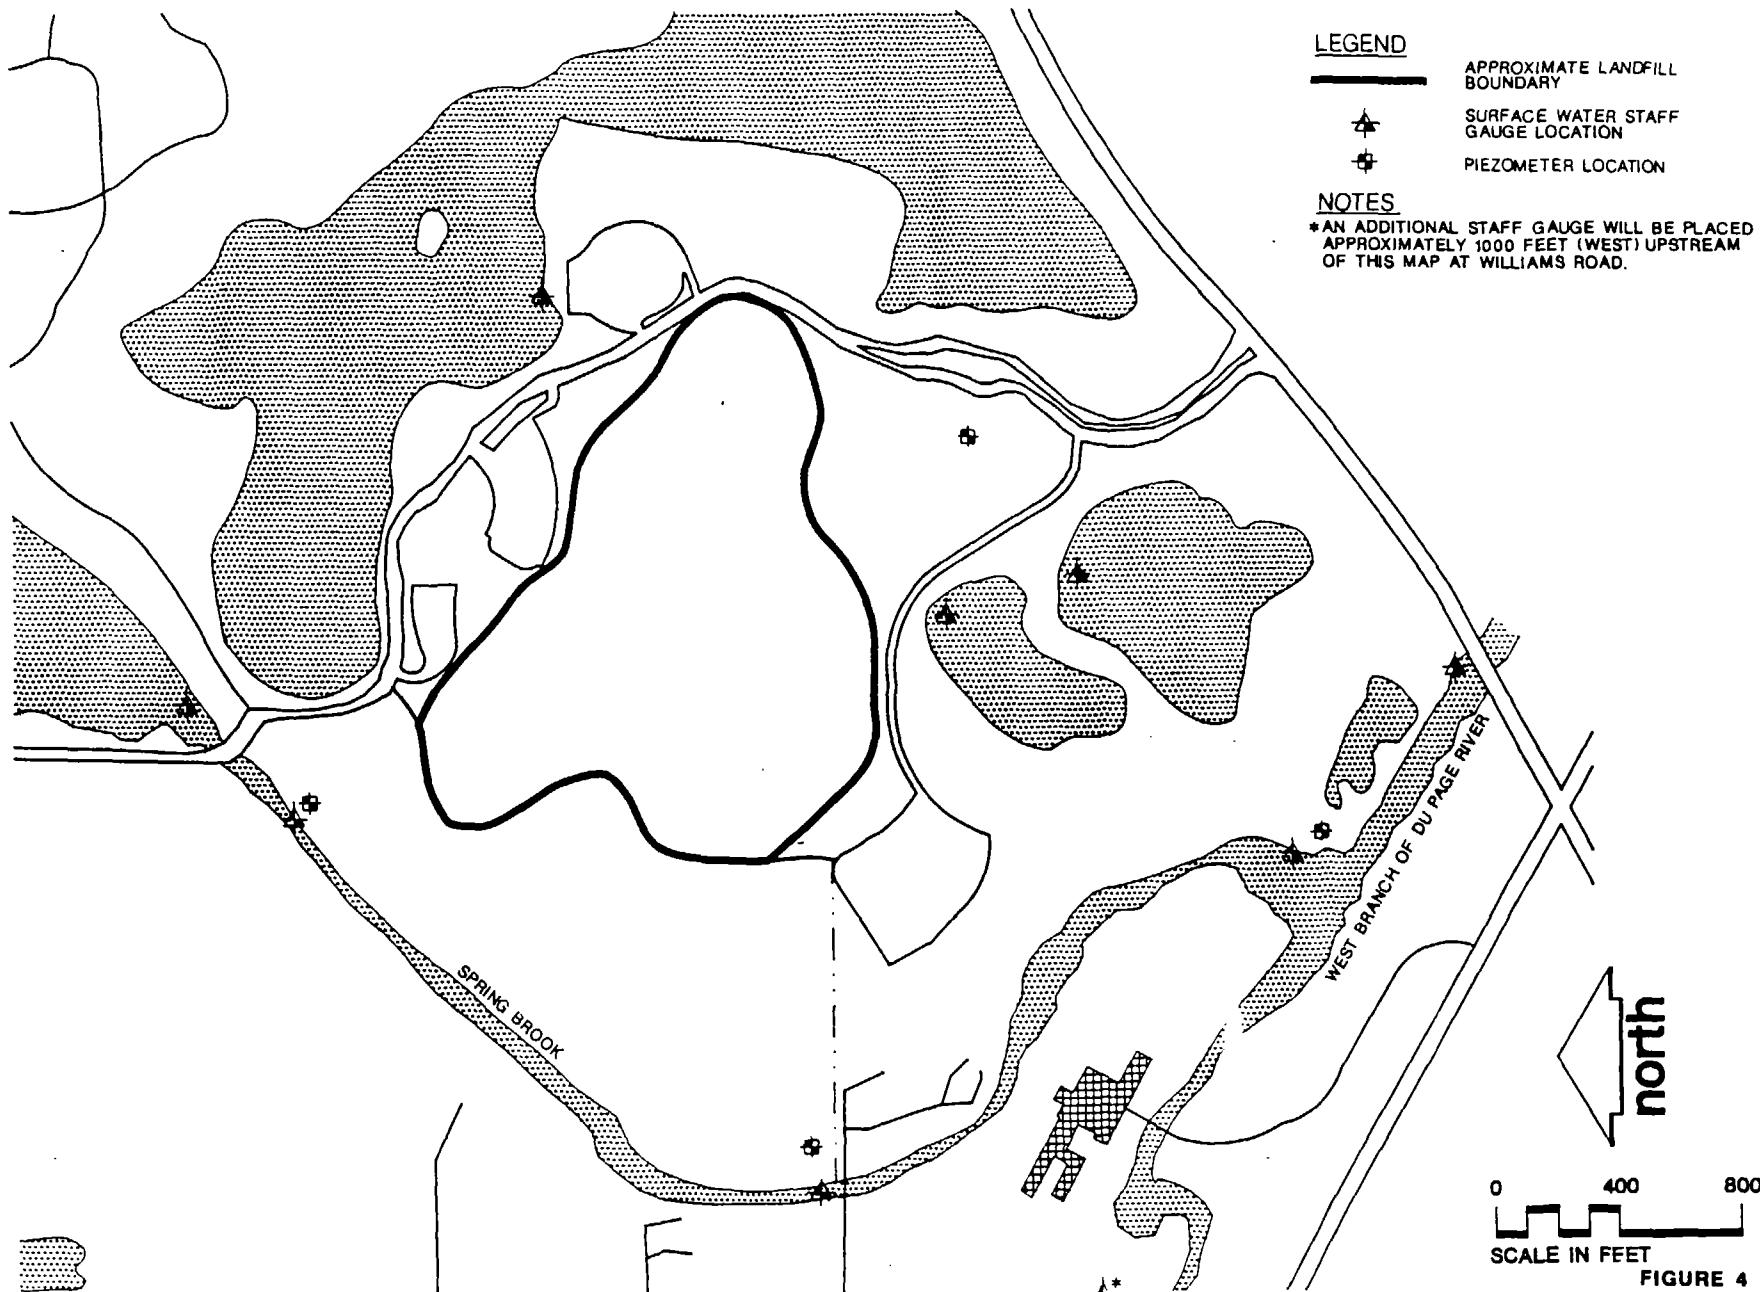 LEGEND
APPROXIMATE LANDFILL
BOUNDARY
SURFACE WATER STAFF
GAUGE LOCATION
PIEZOMETER LOCATION
NOTES
*AN ADDITIONAL STAFF GAUGE WILL BE PLACED
APPROXIMATELY 1000 FEET (WEST) UPSTREAM
OF THIS MAP AT WILLIAMS ROAD.
WEST BRANCH OF DU PAGE RIVER
SPRING BROOK
north
0 400 800
SCALE IN FEET
FIGURE 4
*